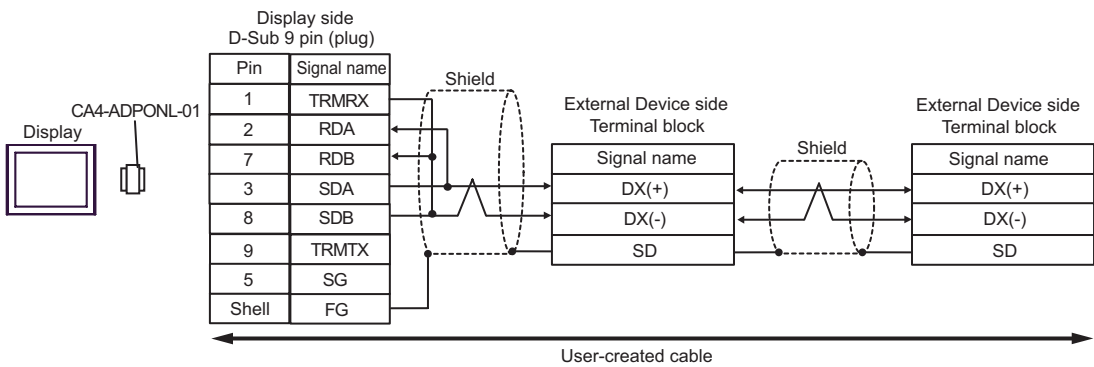 Display side
D-Sub 9 pin (plug)
Pin Signal name
1 TRMRX
2 RDA
7 RDB
3 SDA
8 SDB
9 TRMTX
5 SG
Shell FG
CA4-ADPONL-01
Display
Shield
External Device side
Terminal block
Signal name
DX(+)
DX(-)
SD
Shield
External Device side
Terminal block
Signal name
DX(+)
DX(-)
SD
User-created cable